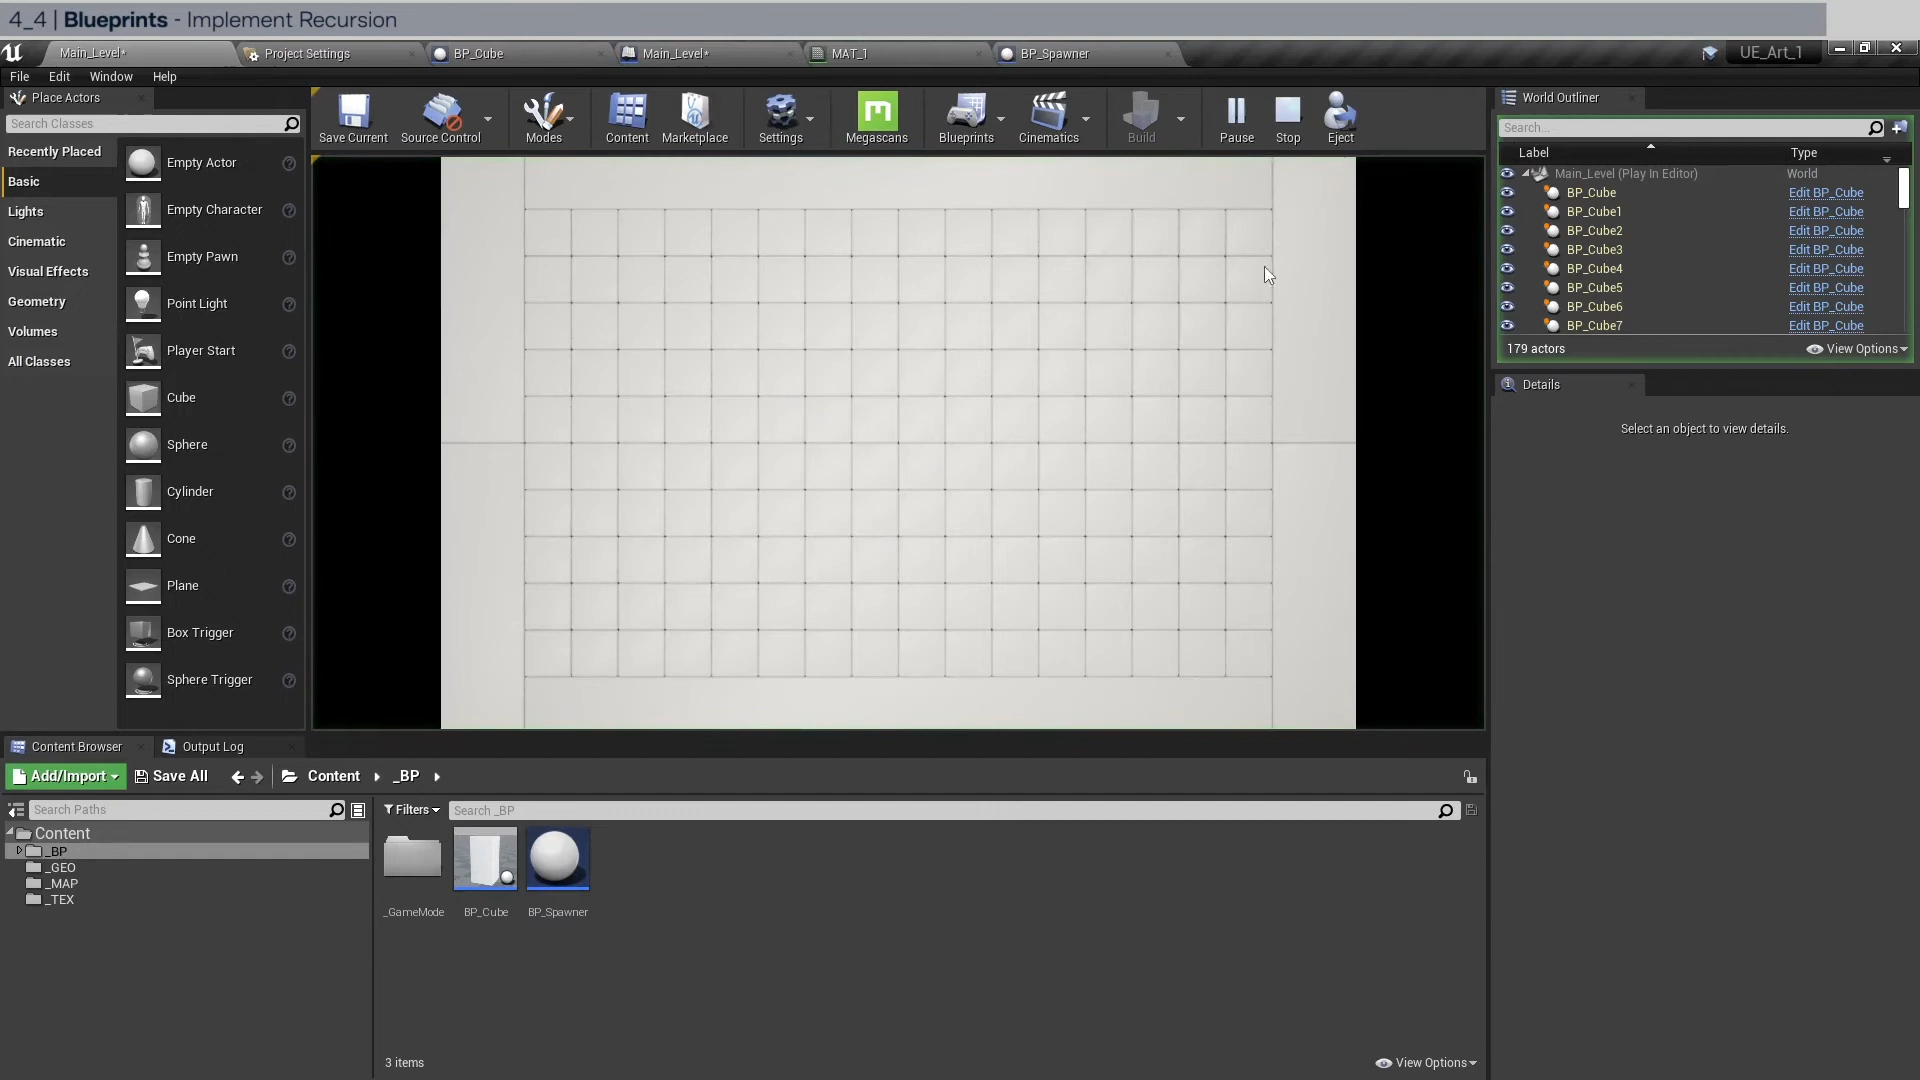 4_4 | Blueprints - Implement Recursion
Main_Level*
Project Settings
BP_Cube
Main_Level*
MAT_1
BP_Spawner
UE_Art_1
File Edit Window Help
Place Actors
Search Classes
Recently Placed
Basic
Lights
Cinematic
Visual Effects
Geometry
Volumes
All Classes
Empty Actor
Empty Character
Empty Pawn
Point Light
Player Start
Cube
Sphere
Cylinder
Cone
Plane
Box Trigger
Sphere Trigger
Save Current
Source Control
Modes
Content
Marketplace
Settings
Megascans
Blueprints
Cinematics
Build
Pause
Stop
Eject
World Outliner
Search...
Label Type
Main_Level (Play In Editor) World
BP_Cube Edit BP_Cube
BP_Cube1 Edit BP_Cube
BP_Cube2 Edit BP_Cube
BP_Cube3 Edit BP_Cube
BP_Cube4 Edit BP_Cube
BP_Cube5 Edit BP_Cube
BP_Cube6 Edit BP_Cube
BP_Cube7 Edit BP_Cube
179 actors View Options
Details
Select an object to view details.
Content Browser
Output Log
Add/Import Save All Content _BP
Search Paths
Content
_BP
_GEO
_MAP
_TEX
Filters Search _BP
_GameMode BP_Cube BP_Spawner
3 items View Options